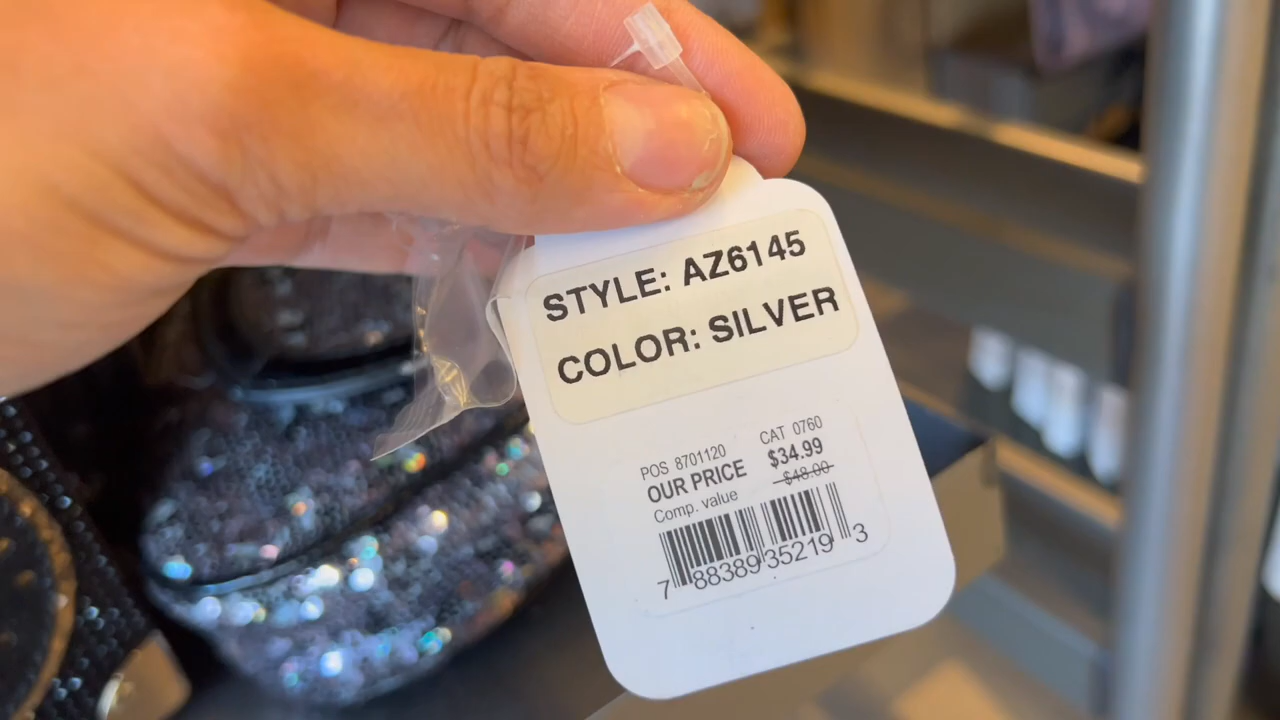 STYLE: AZ6145
COLOR: SILVER
POS 8701120 CAT 0760
OUR PRICE $34.99
Comp. value $48.00
7 88389 35219 3